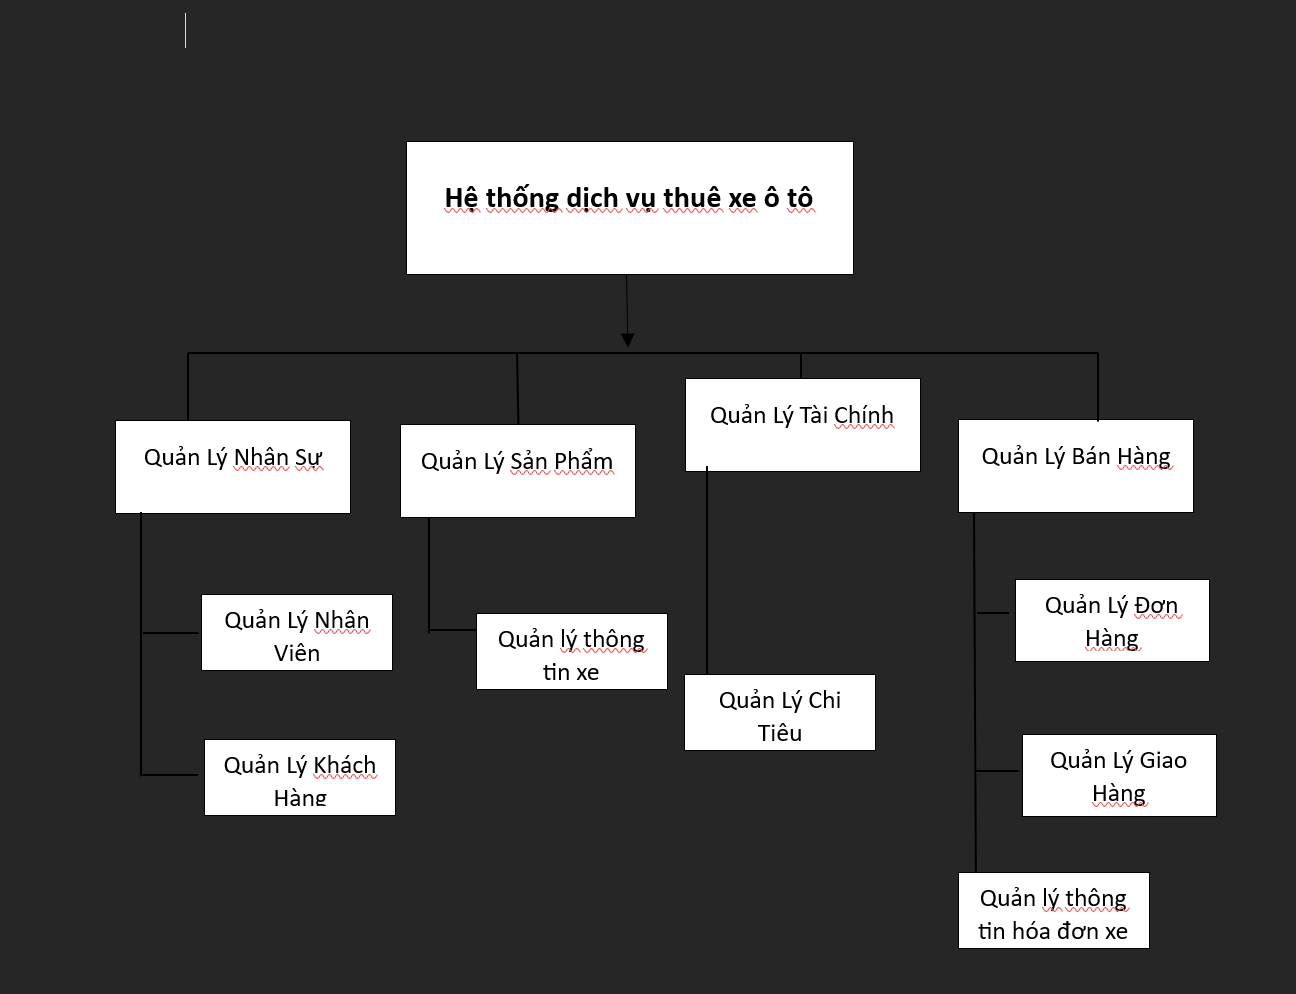 Hệ thống dịch vụ thuê xe ô tô
Quản Lý Nhân Sự
Quản Lý Sản Phẩm
Quản Lý Tài Chính
Quản Lý Bán Hàng
Quản Lý Nhân
Viên
Quản Lý Khách
Hàng
Quản lý thông
tin xe
Quản Lý Chi
Tiêu
Quản Lý Đơn
Hàng
Quản Lý Giao
Hàng
Quản lý thông
tin hóa đơn xe